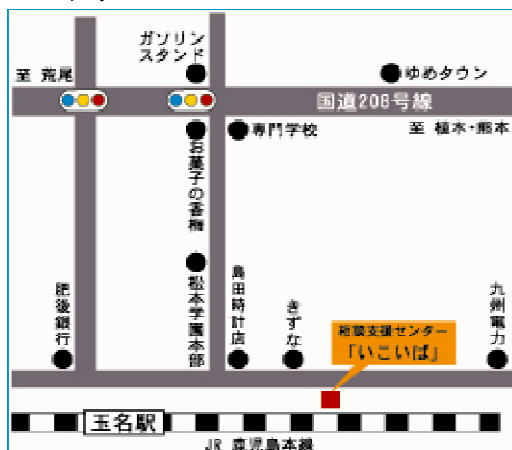 ガソリン
スタンド
至 荒尾
ゆめタウン
国道208号線
専門学校
至 植木・熊本
お菓子の香梅
松本学園本部
肥後銀行
島田時計店
きずな
九州電力
相談支援センター
「いこいば」
玉名駅
JR 鹿児島本線